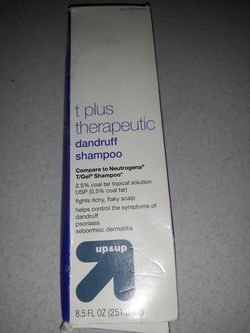 t plus
therapeutic
dandruff
shampoo
Compare to Neutrogena®
T/Gel® Shampoo*
2.5% coal tar topical solution
USP (0.5% coal tar)
fights itchy, flaky scalp
helps control the symptoms of
dandruff
psoriasis
seborrheic dermatitis
up&up
8.5 FL OZ (251